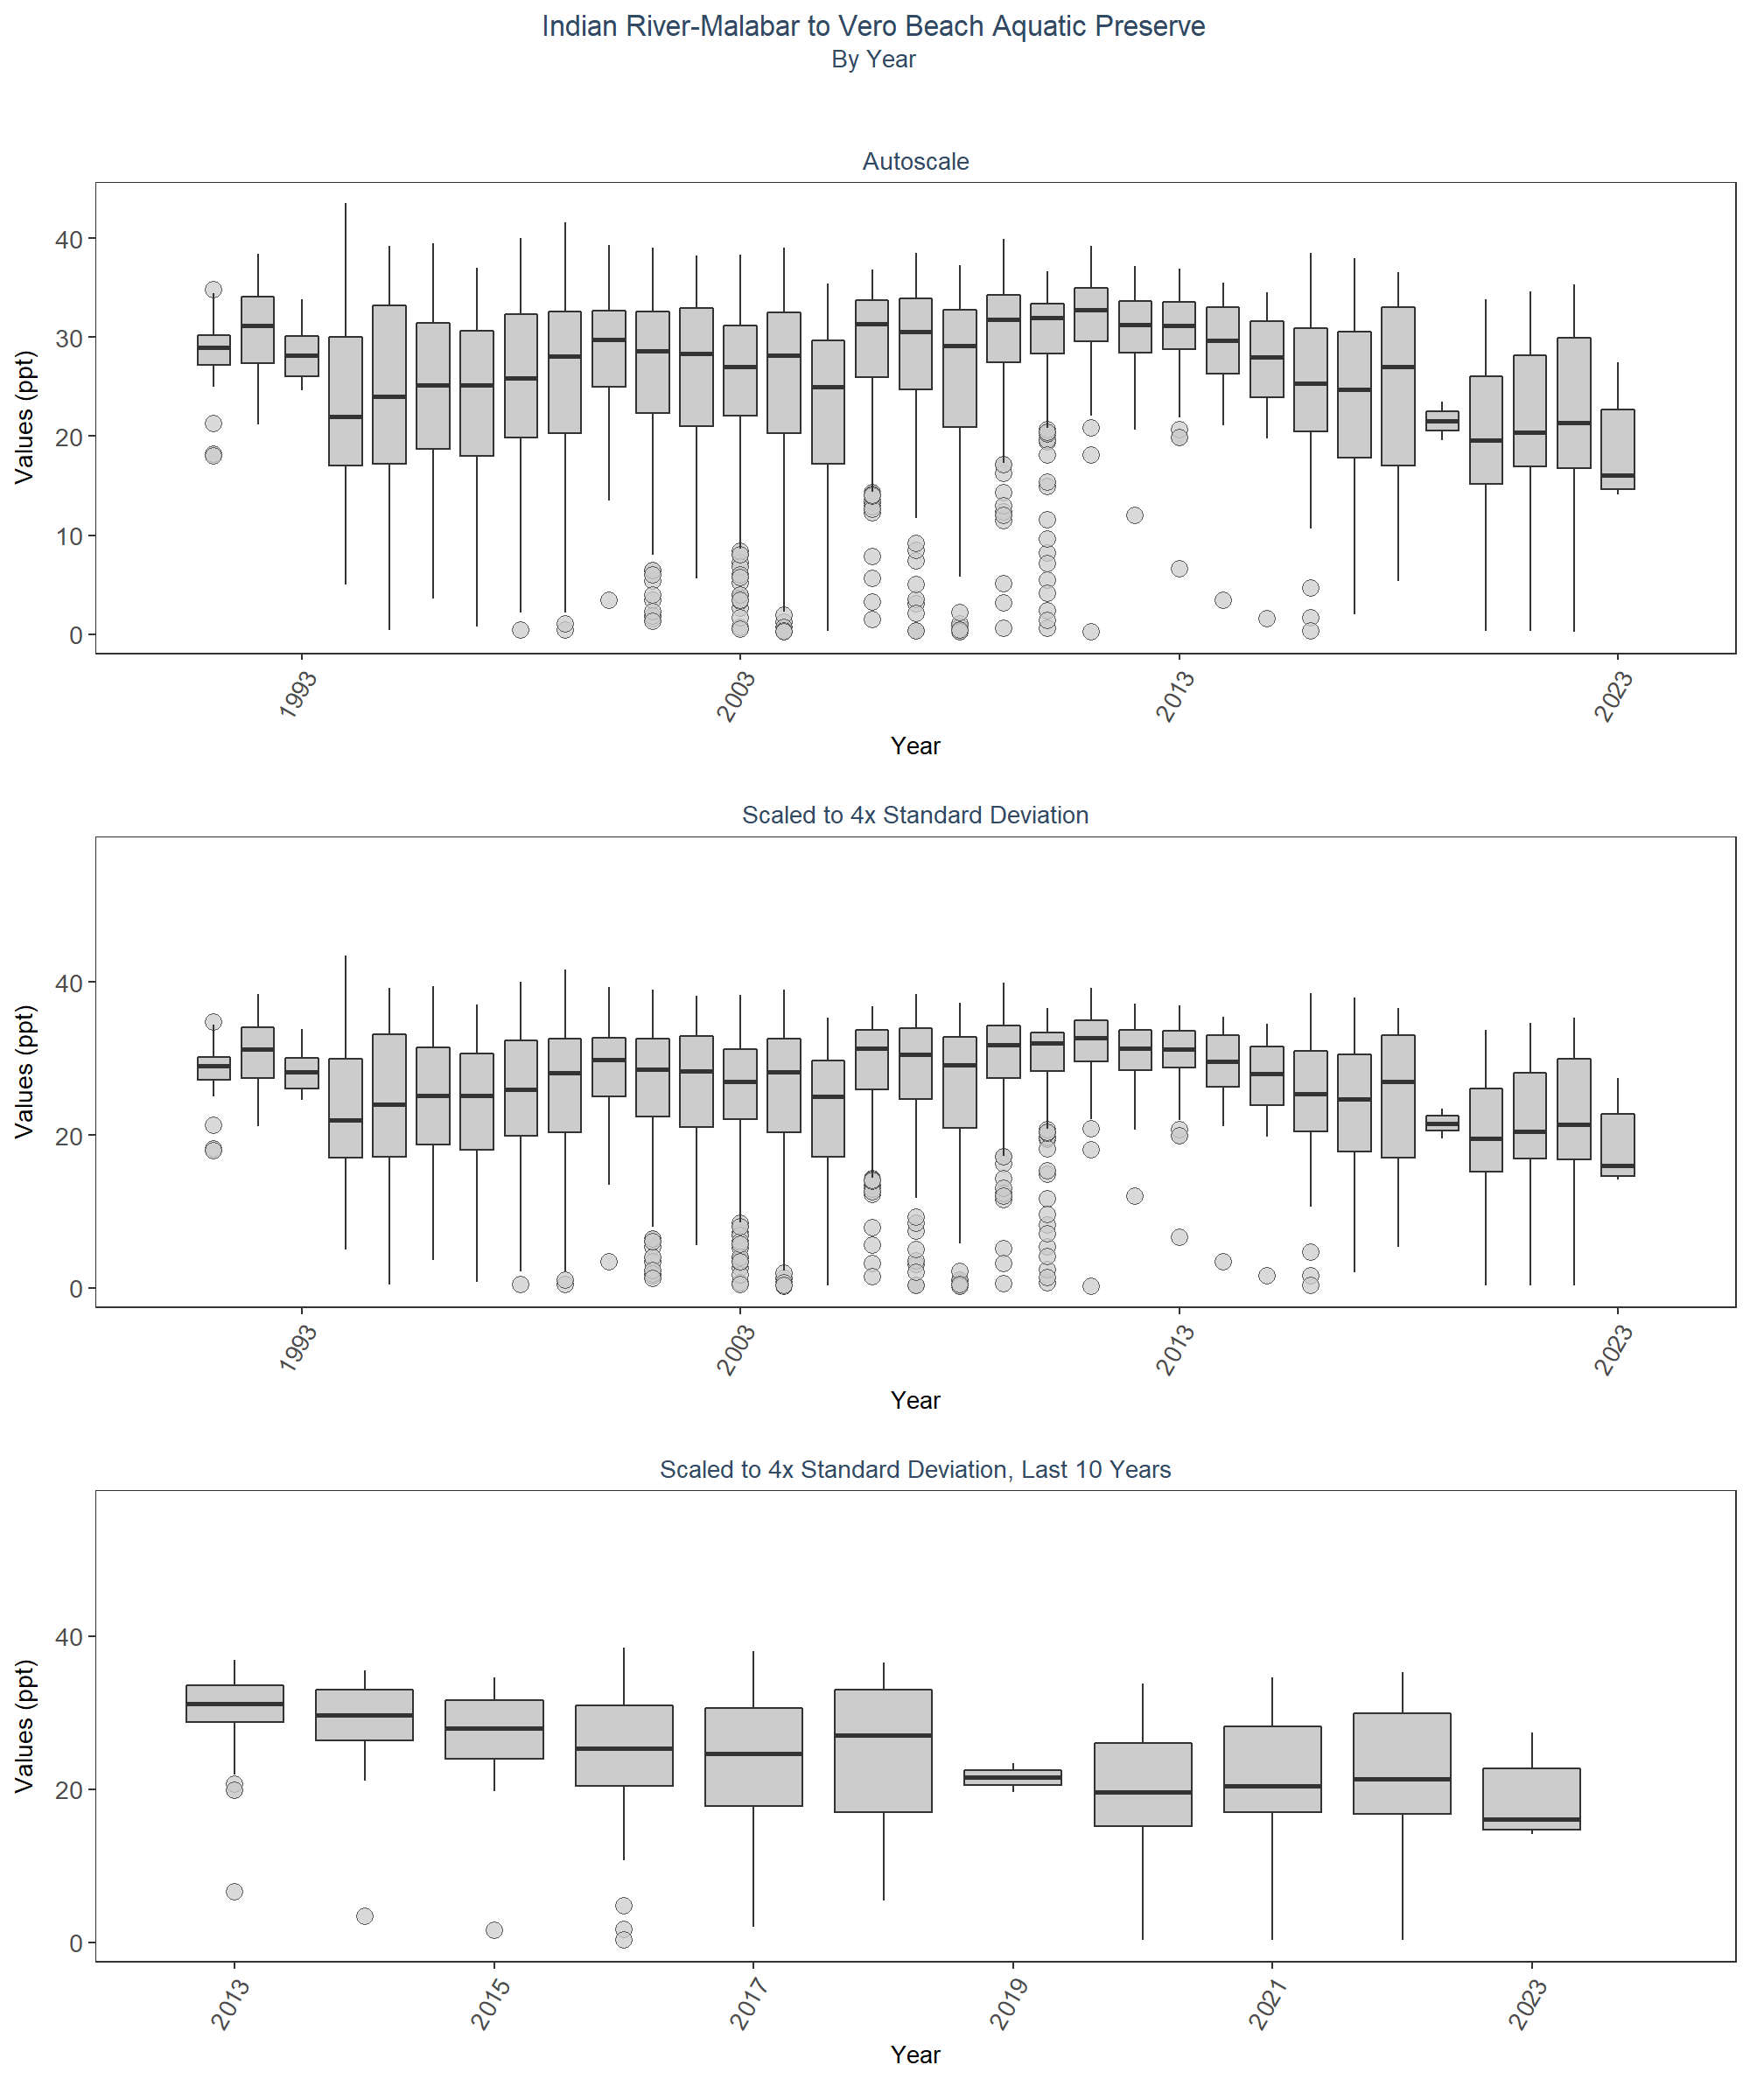 Indian River-Malabar to Vero Beach Aquatic Preserve
By Year
Autoscale
Values (ppt)
40
30
20
10
0
1993
2003
2013
2023
Year
Scaled to 4x Standard Deviation
Values (ppt)
40
20
0
1993
2003
2013
2023
Year
Scaled to 4x Standard Deviation, Last 10 Years
Values (ppt)
40
20
0
2013
2015
2017
2019
2021
2023
Year